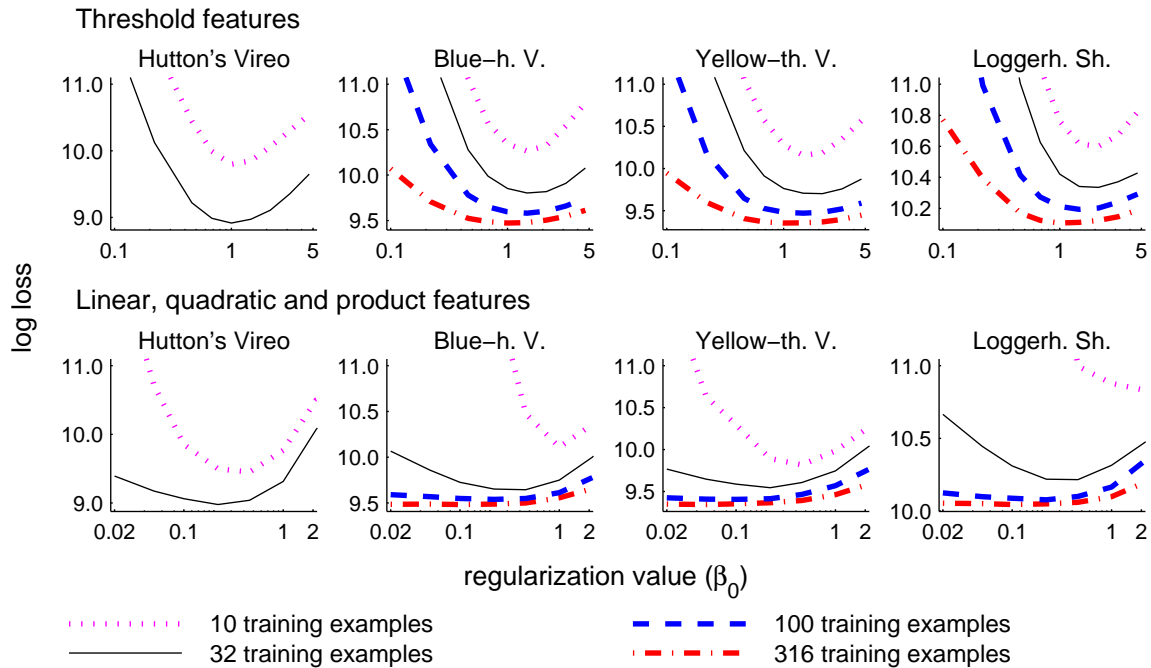 Threshold features
Hutton's Vireo Blue−h. V. Yellow−th. V. Loggerh. Sh.
11.0 10.0 9.0
0.1 1 5
11.0 10.5 10.0 9.5
0.1 1 5
11.0 10.5 10.0 9.5
0.1 1 5
11.0 10.8 10.6 10.4 10.2
0.1 1 5
log loss
Linear, quadratic and product features
Hutton's Vireo Blue−h. V. Yellow−th. V. Loggerh. Sh.
11.0 10.0 9.0
0.02 0.1 1 2
11.0 10.5 10.0 9.5
0.02 0.1 1 2
11.0 10.5 10.0 9.5
0.02 0.1 1 2
11.0 10.5 10.0
0.02 0.1 1 2
regularization value (β0)
10 training examples
32 training examples
100 training examples
316 training examples